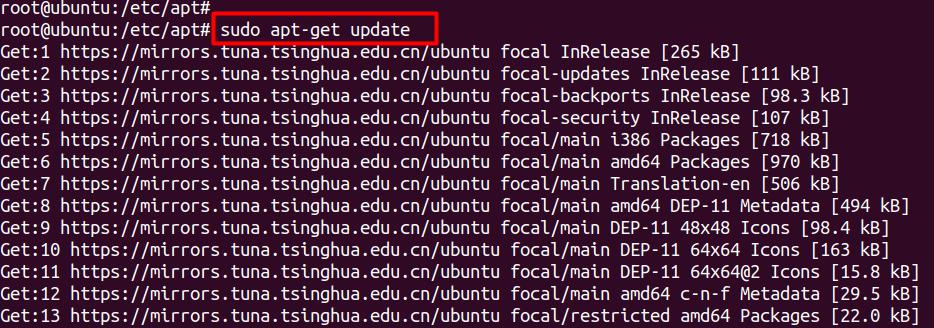 root@ubuntu:/etc/apt#
root@ubuntu:/etc/apt# sudo apt-get update
Get:1 https://mirrors.tuna.tsinghua.edu.cn/ubuntu focal InRelease [265 kB]
Get:2 https://mirrors.tuna.tsinghua.edu.cn/ubuntu focal-updates InRelease [111 kB]
Get:3 https://mirrors.tuna.tsinghua.edu.cn/ubuntu focal-backports InRelease [98.3 kB]
Get:4 https://mirrors.tuna.tsinghua.edu.cn/ubuntu focal-security InRelease [107 kB]
Get:5 https://mirrors.tuna.tsinghua.edu.cn/ubuntu focal/main i386 Packages [718 kB]
Get:6 https://mirrors.tuna.tsinghua.edu.cn/ubuntu focal/main amd64 Packages [970 kB]
Get:7 https://mirrors.tuna.tsinghua.edu.cn/ubuntu focal/main Translation-en [506 kB]
Get:8 https://mirrors.tuna.tsinghua.edu.cn/ubuntu focal/main amd64 DEP-11 Metadata [494 kB]
Get:9 https://mirrors.tuna.tsinghua.edu.cn/ubuntu focal/main DEP-11 48x48 Icons [98.4 kB]
Get:10 https://mirrors.tuna.tsinghua.edu.cn/ubuntu focal/main DEP-11 64x64 Icons [163 kB]
Get:11 https://mirrors.tuna.tsinghua.edu.cn/ubuntu focal/main DEP-11 64x64@2 Icons [15.8 kB]
Get:12 https://mirrors.tuna.tsinghua.edu.cn/ubuntu focal/main amd64 c-n-f Metadata [29.5 kB]
Get:13 https://mirrors.tuna.tsinghua.edu.cn/ubuntu focal/restricted amd64 Packages [22.0 kB]